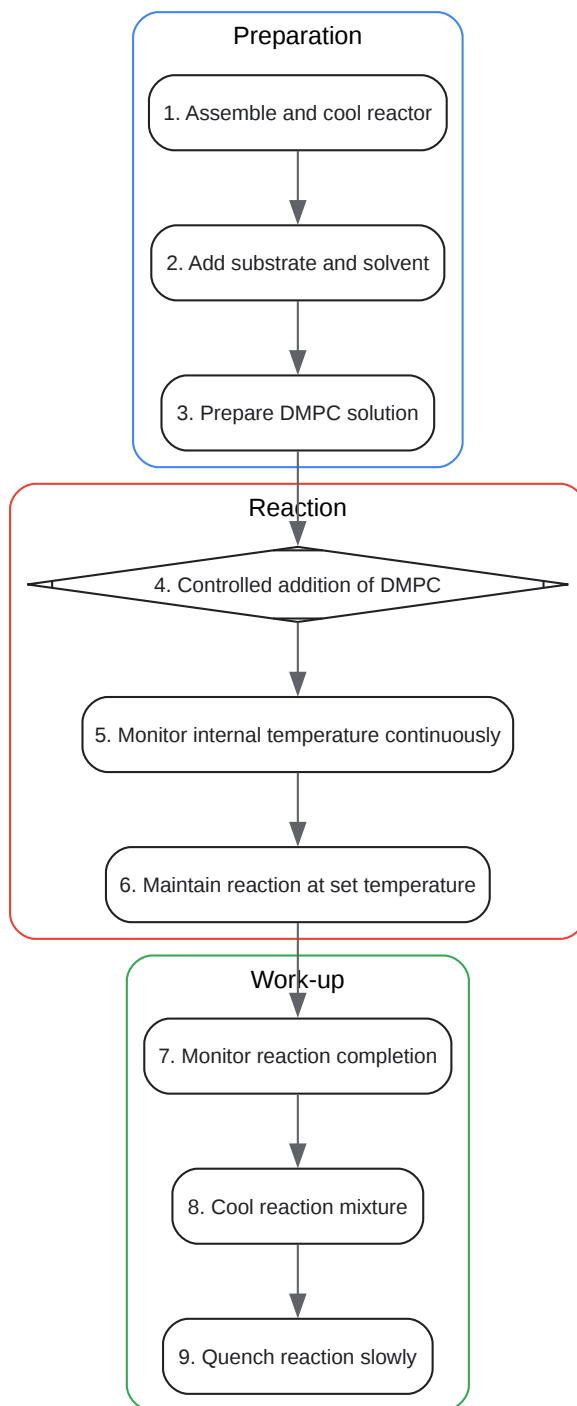 Preparation
1. Assemble and cool reactor
2. Add substrate and solvent
3. Prepare DMPC solution
Reaction
4. Controlled addition of DMPC
5. Monitor internal temperature continuously
6. Maintain reaction at set temperature
Work-up
7. Monitor reaction completion
8. Cool reaction mixture
9. Quench reaction slowly